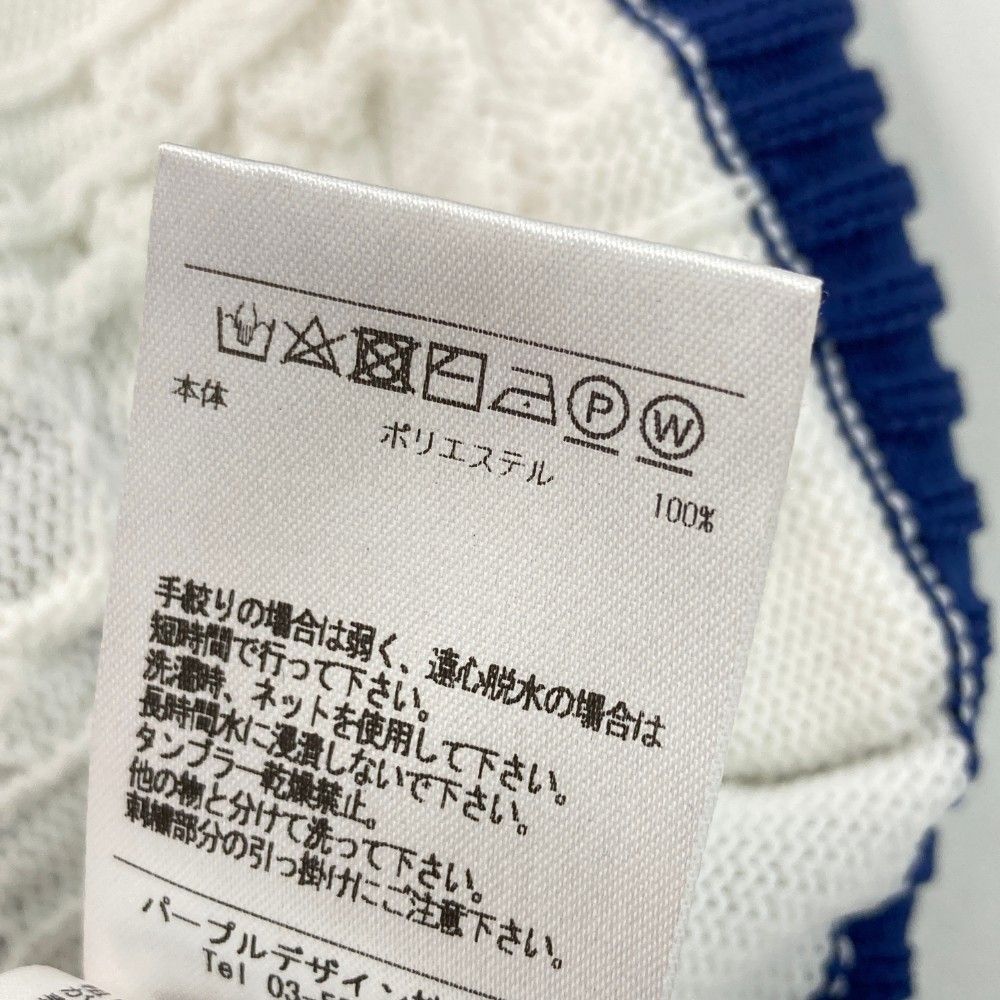 P W
本体
ポリエステル
100%
手絞りの場合は弱く、遠心脱水の場合は
短時間で行って下さい。
洗濯時、ネットを使用して下さい。
長時間水に浸漬しないで下さい。
タンブラー乾燥禁止。
他の物と分けて洗って下さい。
刺繍部分の引っ掛けにご注意下さい。
パープルデザイン
Tel 03-5